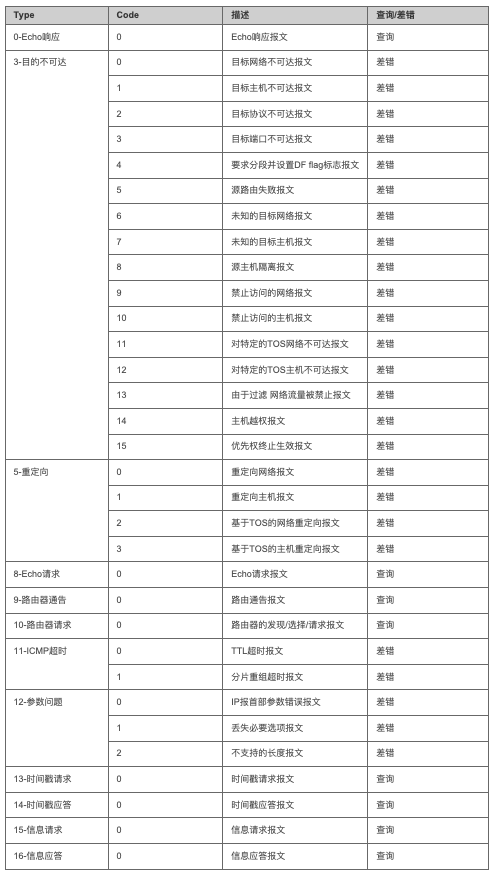 Type Code 描述 查询/差错
0-Echo响应 0 Echo响应报文 查询
3-目的不可达 0 目标网络不可达报文 差错
1 目标主机不可达报文 差错
2 目标协议不可达报文 差错
3 目标端口不可达报文 差错
4 要求分段并设置DF flag标志报文 差错
5 源路由失败报文 差错
6 未知的目标网络报文 差错
7 未知的目标主机报文 差错
8 源主机隔离报文 差错
9 禁止访问的网络报文 差错
10 禁止访问的主机报文 差错
11 对特定的TOS网络不可达报文 差错
12 对特定的TOS主机不可达报文 差错
13 由于过滤 网络流量被禁止报文 差错
14 主机越权报文 差错
15 优先权终止生效报文 差错
5-重定向 0 重定向网络报文 差错
1 重定向主机报文 差错
2 基于TOS的网络重定向报文 差错
3 基于TOS的主机重定向报文 差错
8-Echo请求 0 Echo请求报文 查询
9-路由器通告 0 路由通告报文 查询
10-路由器请求 0 路由器的发现/选择/请求报文 查询
11-ICMP超时 0 TTL超时报文 差错
1 分片重组超时报文 差错
12-参数问题 0 IP报首部参数错误报文 差错
1 丢失必要选项报文 差错
2 不支持的长度报文 差错
13-时间戳请求 0 时间戳请求报文 查询
14-时间戳应答 0 时间戳应答报文 查询
15-信息请求 0 信息请求报文 查询
16-信息应答 0 信息应答报文 查询